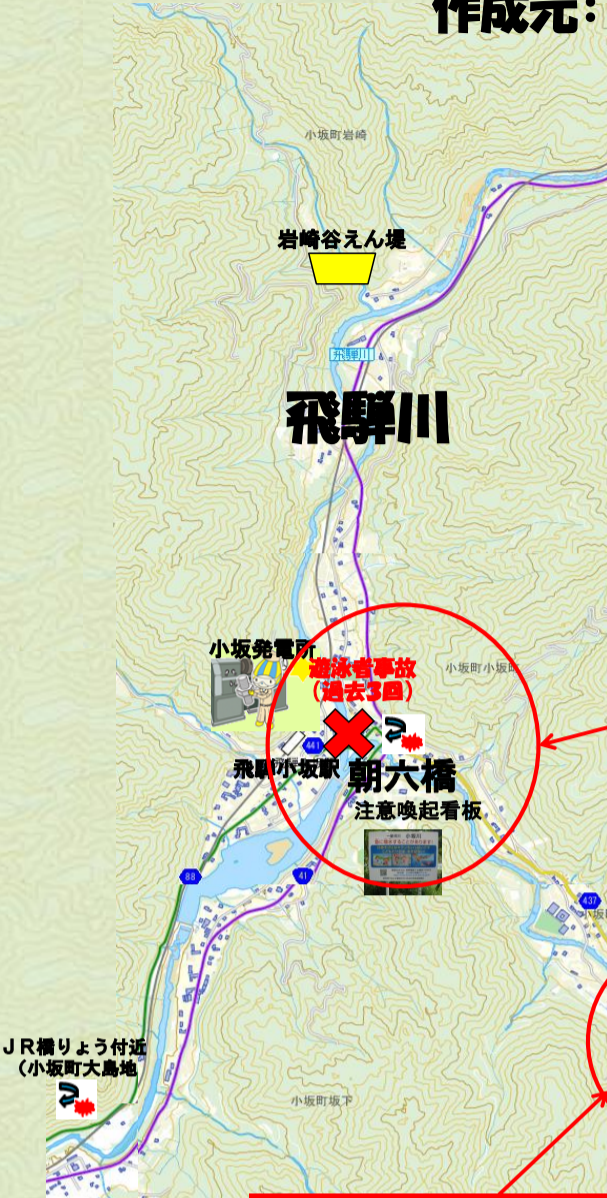 作成元:
小坂町岩崎
岩崎谷えん堤
飛騨川
飛騨川
小坂発電所
遊泳者事故
(過去3回)
小坂町小坂町
441
飛騨小坂駅
朝六橋
注意喚起看板
88
41
437
JR橋りょう付近
(小坂町大島地
小坂町坂下